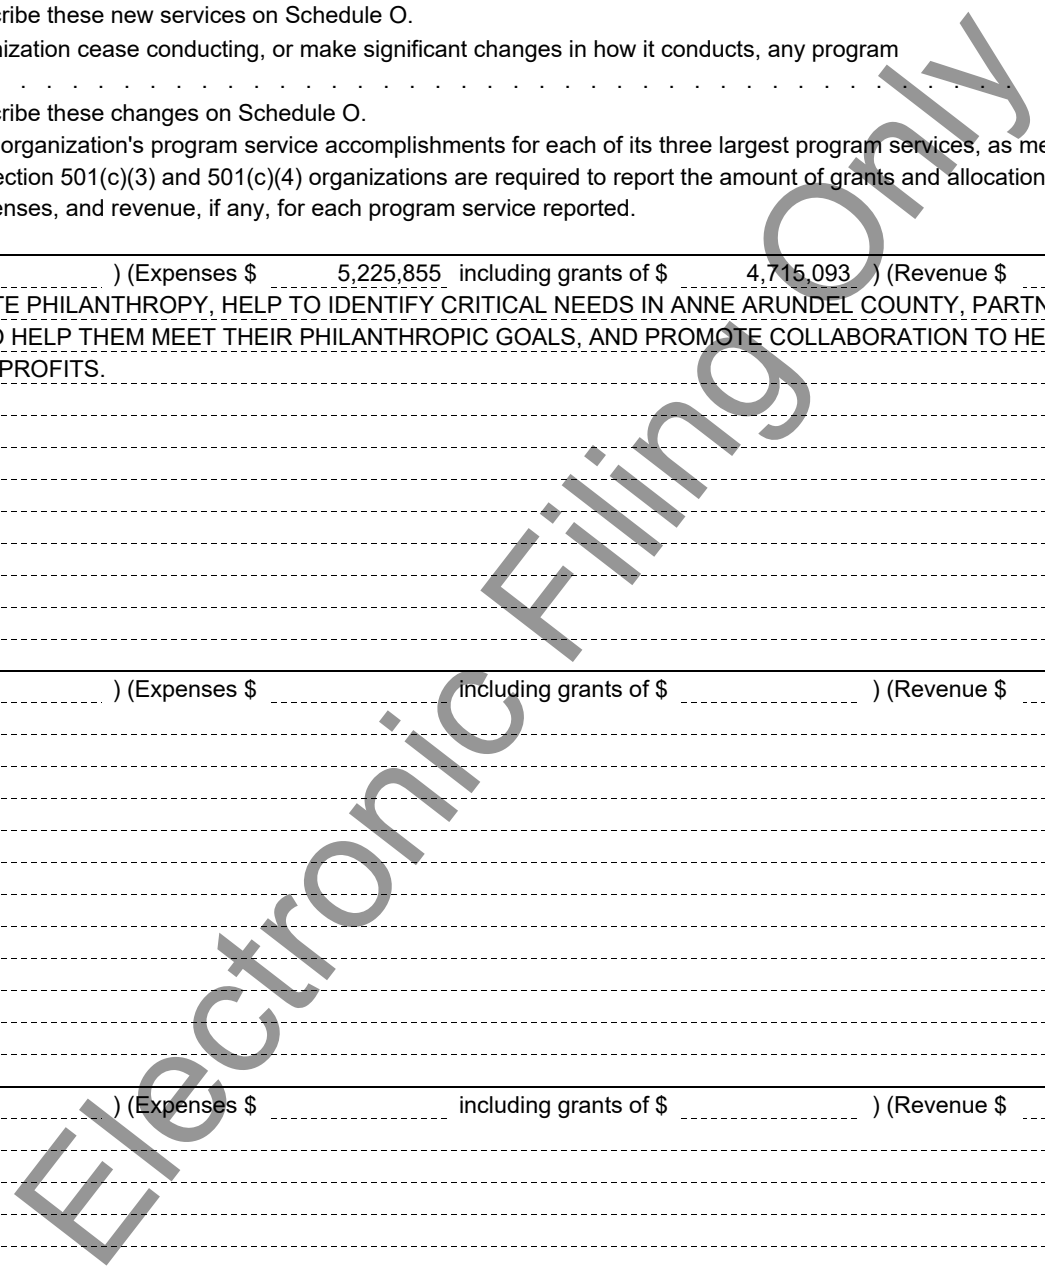 ribe these new services on Schedule O.
nization cease conducting, or make significant changes in how it conducts, any program
. . . . . . . . . . . . . . . . . . . . . . . . . . . . . . . . . . . . . . . .
ribe these changes on Schedule O.
organization's program service accomplishments for each of its three largest program services, as me
ection 501(c)(3) and 501(c)(4) organizations are required to report the amount of grants and allocation
enses, and revenue, if any, for each program service reported.
) (Expenses $ 5,225,855 including grants of $ 4,715,093 ) (Revenue $
TE PHILANTHROPY, HELP TO IDENTIFY CRITICAL NEEDS IN ANNE ARUNDEL COUNTY, PARTN
O HELP THEM MEET THEIR PHILANTHROPIC GOALS, AND PROMOTE COLLABORATION TO HE
PROFITS.
) (Expenses $ including grants of $ ) (Revenue $
) (Expenses $ including grants of $ ) (Revenue $
Electronic Filing Only